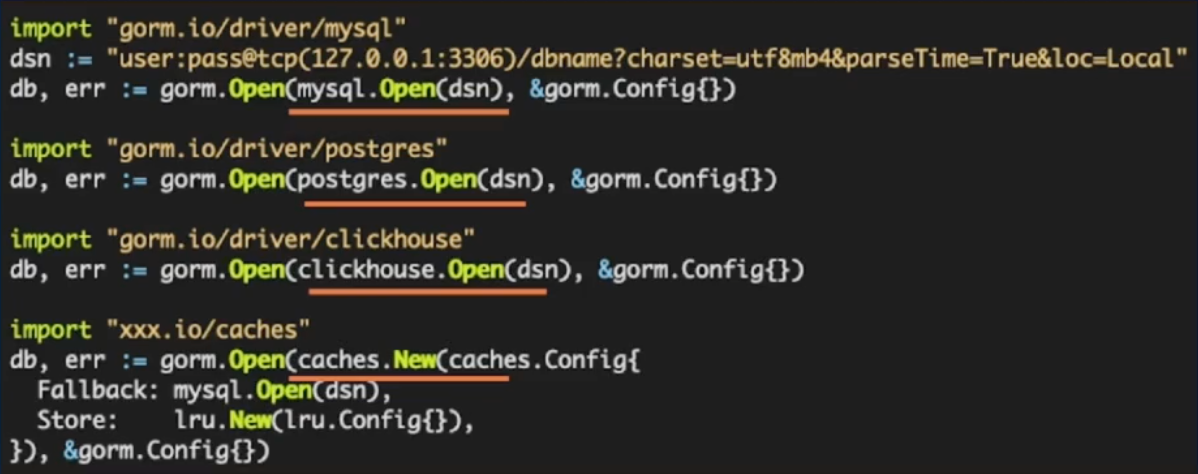 import "gorm.io/driver/mysql"
dsn := "user:pass@tcp(127.0.0.1:3306)/dbname?charset=utf8mb4&parseTime=True&loc=Local"
db, err := gorm.Open(mysql.Open(dsn), &gorm.Config{})
import "gorm.io/driver/postgres"
db, err := gorm.Open(postgres.Open(dsn), &gorm.Config{})
import "gorm.io/driver/clickhouse"
db, err := gorm.Open(clickhouse.Open(dsn), &gorm.Config{})
import "xxx.io/caches"
db, err := gorm.Open(caches.New(caches.Config{
  Fallback: mysql.Open(dsn),
  Store:    lru.New(lru.Config{}),
}), &gorm.Config{})